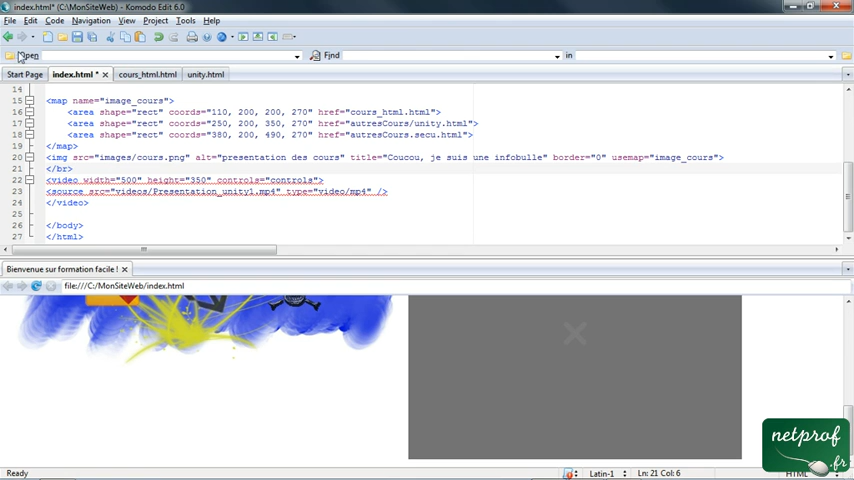 index.html* (C:\MonSiteWeb) - Komodo Edit 6.0
File Edit Code Navigation View Project Tools Help
Open Find in
Start Page index.html * cours_html.html unity.html
14
15 <map name="image_cours">
16 <area shape="rect" coords="110, 200, 200, 270" href="cours_html.html">
17 <area shape="rect" coords="250, 200, 350, 270" href="autresCours/unity.html">
18 <area shape="rect" coords="380, 200, 490, 270" href="autresCours.secu.html">
19 </map>
20 <img src="images/cours.png" alt="presentation des cours" title="Coucou, je suis une infobulle" border="0" usemap="image_cours">
21 </br>
22 <video width="500" height="350" controls="controls">
23 <source src="videos/Presentation_unity1.mp4" type="video/mp4" />
24 </video>
25
26 </body>
27 </html>
Bienvenue sur formation facile !
file:///C:/MonSiteWeb/index.html
netprof
.fr
Ready Latin-1 Ln: 21 Col: 6 HTML